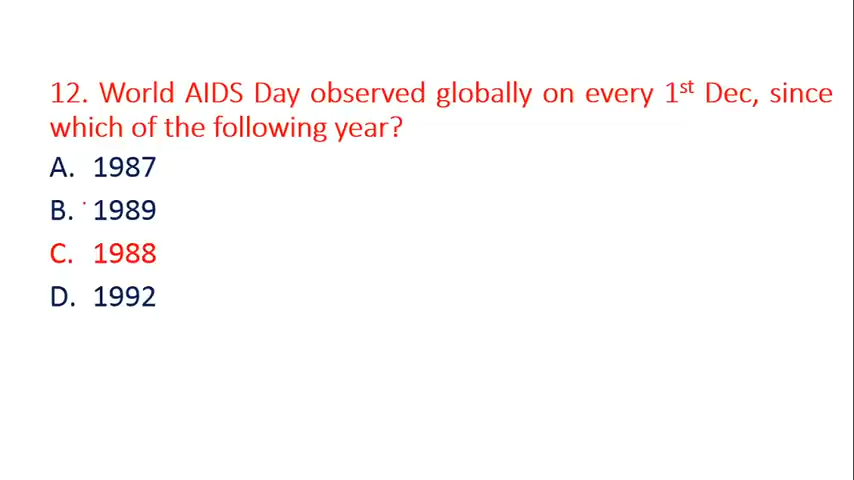 12. World AIDS Day observed globally on every 1st Dec, since
which of the following year?
A. 1987
B. 1989
C. 1988
D. 1992